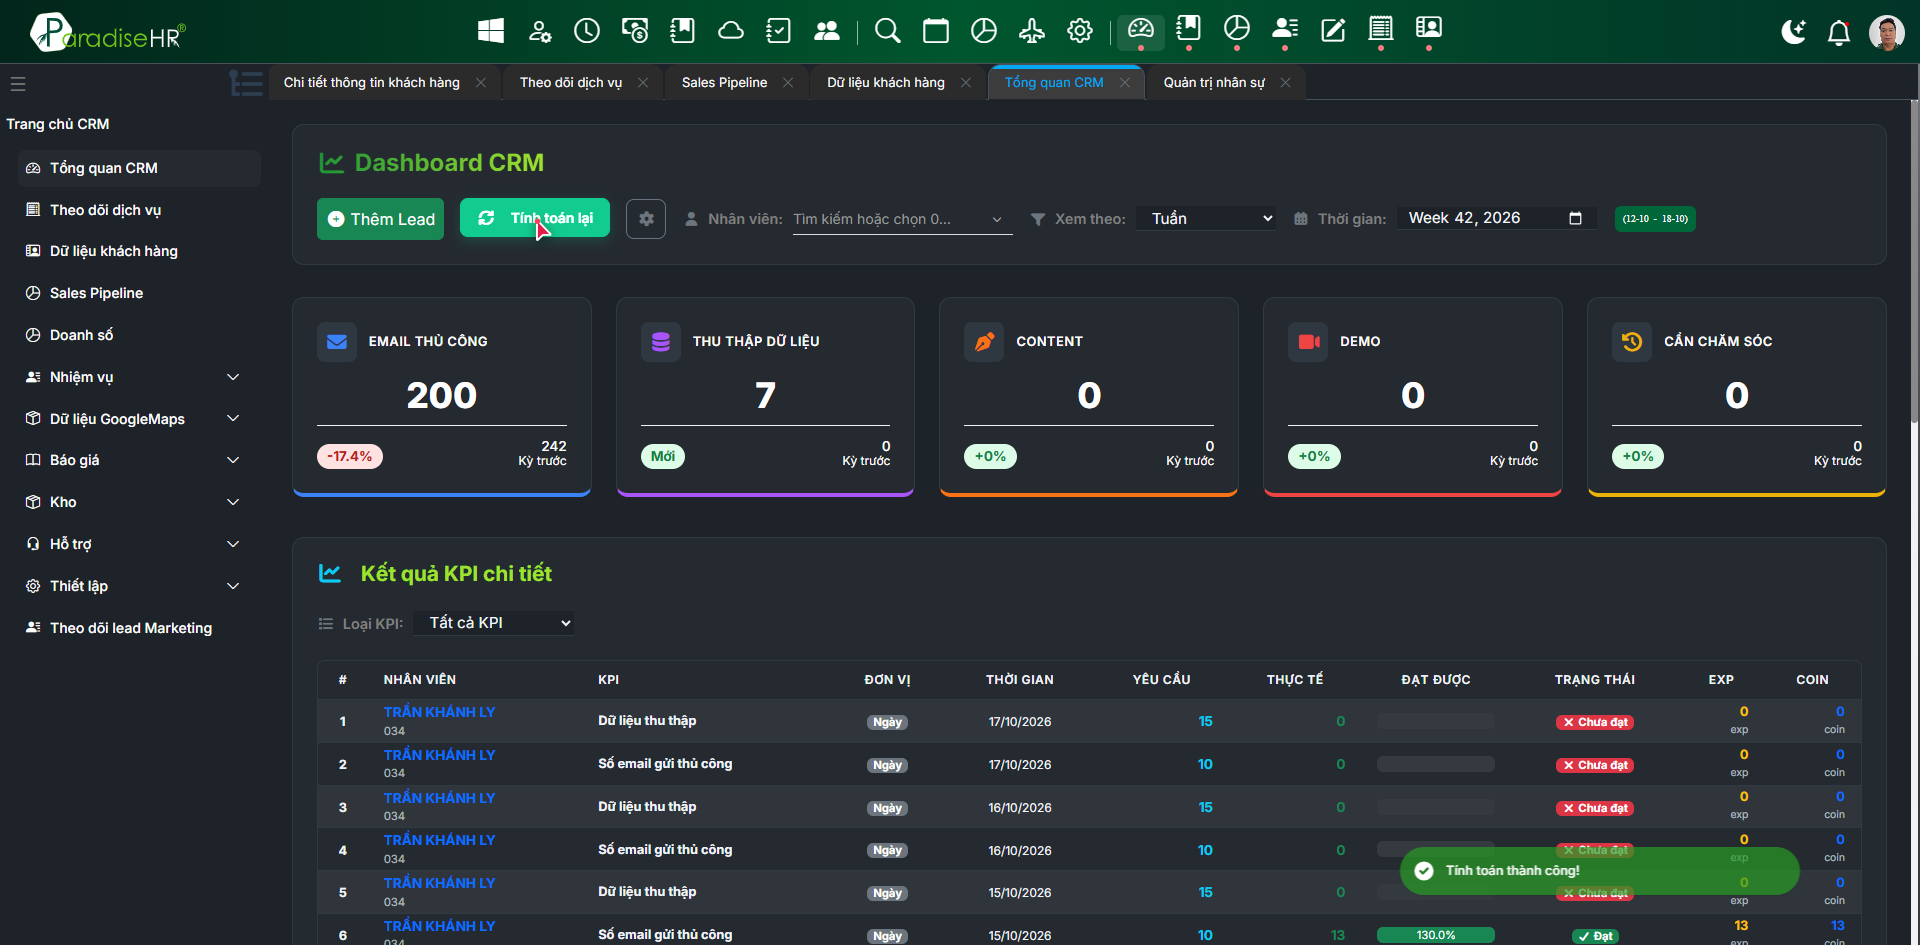 ParadiseHR®
Chi tiết thông tin khách hàng
Theo dõi dịch vụ
Sales Pipeline
Dữ liệu khách hàng
Tổng quan CRM
Quản trị nhân sự
Trang chủ CRM
Tổng quan CRM
Theo dõi dịch vụ
Dữ liệu khách hàng
Sales Pipeline
Doanh số
Nhiệm vụ
Dữ liệu GoogleMaps
Báo giá
Kho
Hỗ trợ
Thiết lập
Theo dõi lead Marketing
Dashboard CRM
Thêm Lead
Tính toán lại
Nhân viên:
Tìm kiếm hoặc chọn 0...
Xem theo:
Tuần
Thời gian:
Week 42, 2026
(12-10 - 18-10)
EMAIL THỦ CÔNG
200
-17.4%
242
Kỳ trước
THU THẬP DỮ LIỆU
7
Mới
0
Kỳ trước
CONTENT
0
+0%
0
Kỳ trước
DEMO
0
+0%
0
Kỳ trước
CẦN CHĂM SÓC
0
+0%
0
Kỳ trước
Kết quả KPI chi tiết
Loại KPI:
Tất cả KPI
# NHÂN VIÊN KPI ĐƠN VỊ THỜI GIAN YÊU CẦU THỰC TẾ ĐẠT ĐƯỢC TRẠNG THÁI EXP COIN
1 TRẦN KHÁNH LY Dữ liệu thu thập Ngày 17/10/2026 15 0 Chưa đạt 0 0
034 exp coin
2 TRẦN KHÁNH LY Số email gửi thủ công Ngày 17/10/2026 10 0 Chưa đạt 0 0
034 exp coin
3 TRẦN KHÁNH LY Dữ liệu thu thập Ngày 16/10/2026 15 0 Chưa đạt 0 0
034 exp coin
4 TRẦN KHÁNH LY Số email gửi thủ công Ngày 16/10/2026 10 0 Chưa đạt 0 0
034 exp coin
5 TRẦN KHÁNH LY Dữ liệu thu thập Ngày 15/10/2026 15 0 Chưa đạt 0 0
034 exp coin
6 TRẦN KHÁNH LY Số email gửi thủ công Ngày 15/10/2026 10 13 130.0% Đạt 13 13
034 exp coin
Tính toán thành công!